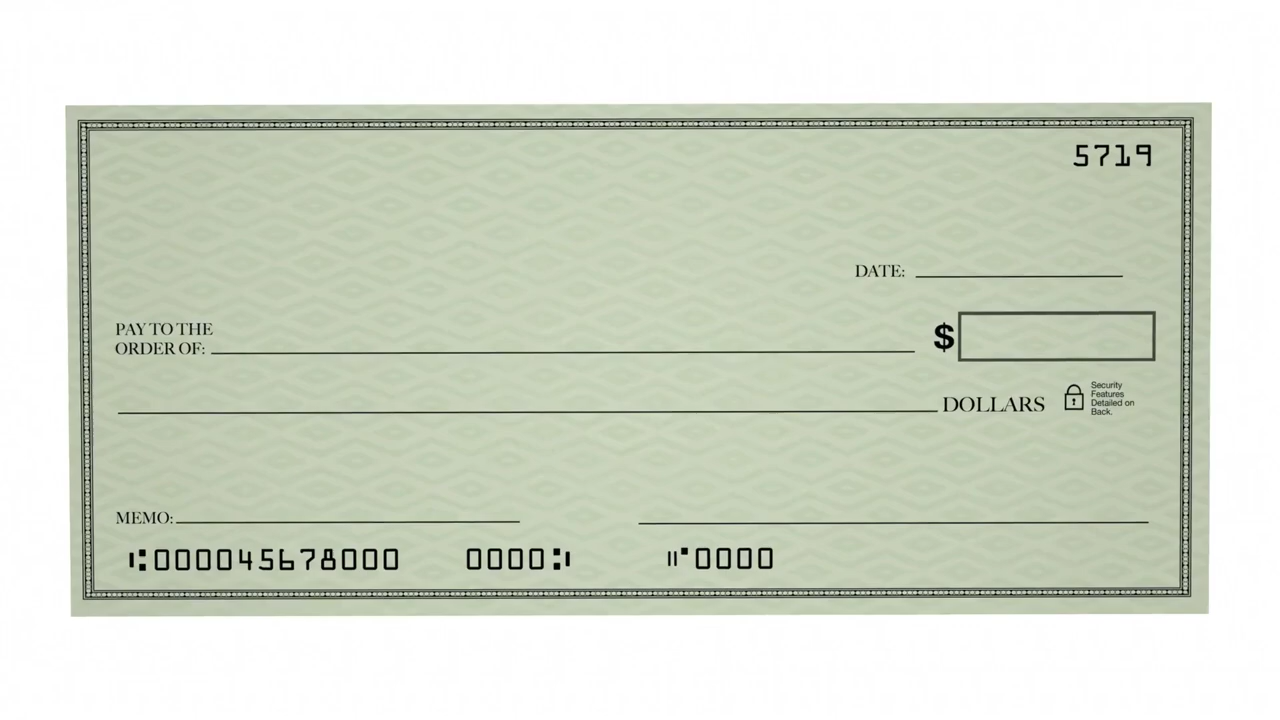 5719
DATE:
PAY TO THE
ORDER OF:
$
DOLLARS
Security
Features
Detailed on
Back.
MEMO:
⑆000045678000 0000⑆ ⑈0000